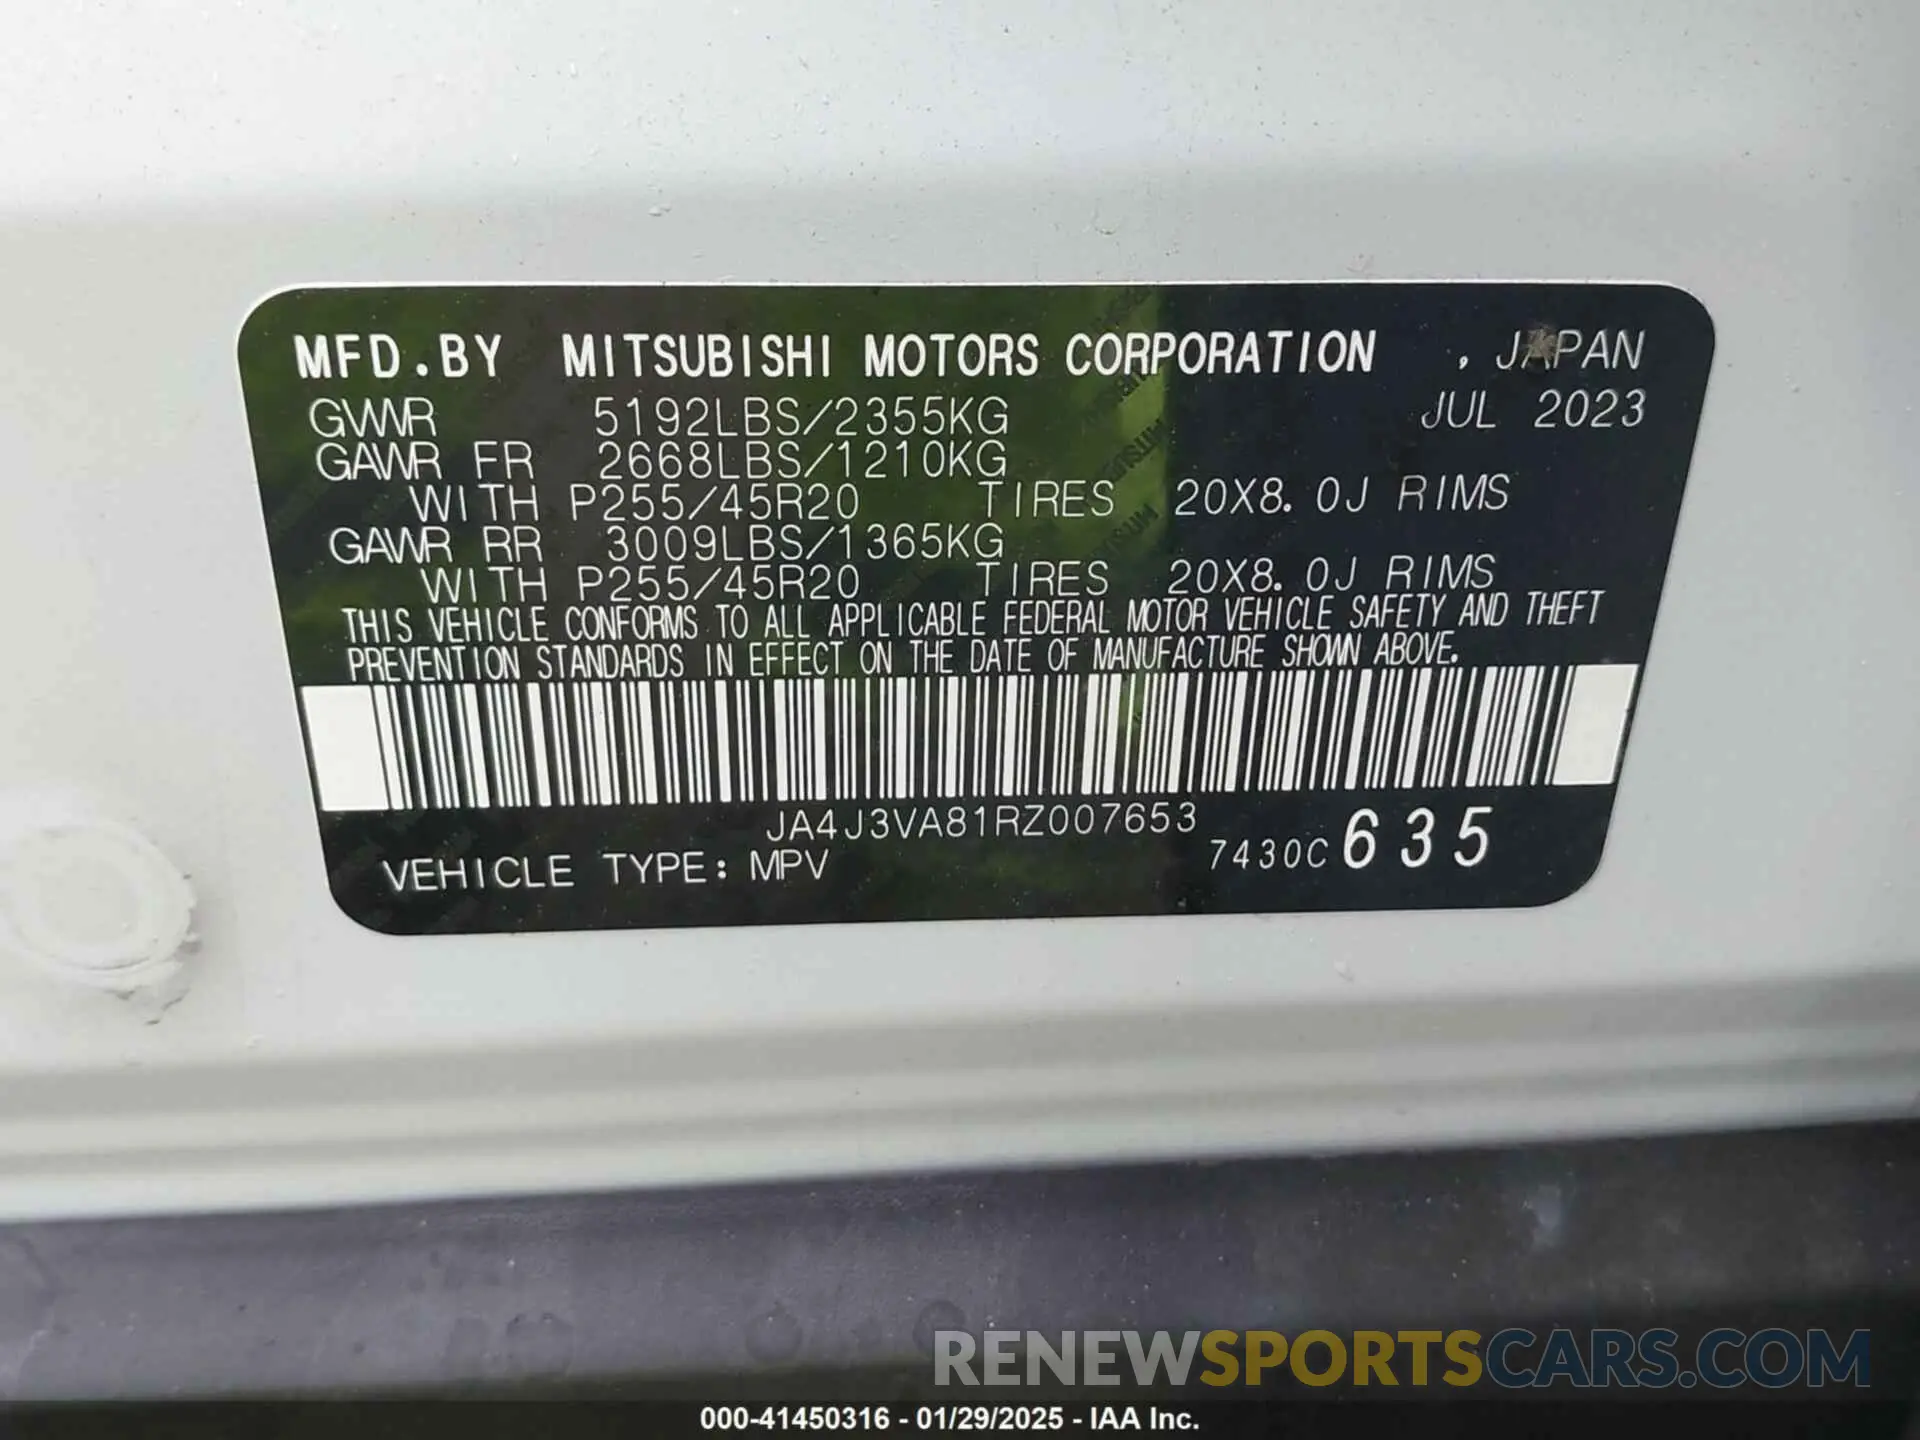 MFD.BY MITSUBISHI MOTORS CORPORATION , JAPAN
GVWR 5192LBS/2355KG JUL 2023
GAWR FR 2668LBS/1210KG
WITH P255/45R20 TIRES 20X8.0J RIMS
GAWR RR 3009LBS/1365KG
WITH P255/45R20 TIRES 20X8.0J RIMS
THIS VEHICLE CONFORMS TO ALL APPLICABLE FEDERAL MOTOR VEHICLE SAFETY AND THEFT
PREVENTION STANDARDS IN EFFECT ON THE DATE OF MANUFACTURE SHOWN ABOVE.
JA4J3VA81RZ007653
VEHICLE TYPE: MPV 7430C 635
RENEWSPORTSCARS.COM
000-41450316 - 01/29/2025 - IAA Inc.